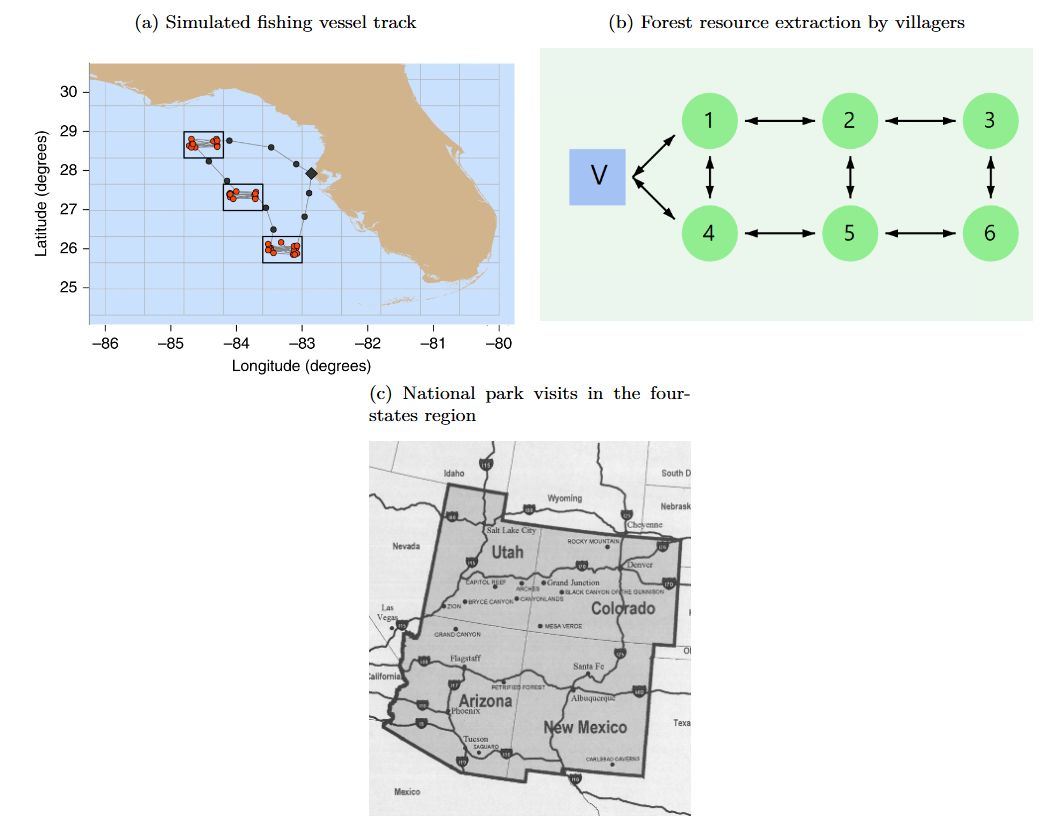 (a) Simulated fishing vessel track
(b) Forest resource extraction by villagers
30
29
28
27
26
25
Latitude (degrees)
−86 −85 −84 −83 −82 −81 −80
Longitude (degrees)
V
1 2 3
4 5 6
(c) National park visits in the four-
states region
Idaho
South D
Wyoming
Nebrask
Cheyenne
Salt Lake City
ROCKY MOUNTAIN
Nevada
Utah
Denver
CAPITOL REEF
ARCHES
Grand Junction
BLACK CANYON OF THE GUNNISON
BRYCE CANYON
CANYONLANDS
ZION
Colorado
Las
Vegas
MESA VERDE
GRAND CANYON
Flagstaff
Santa Fe
California
PETRIFIED FOREST
Arizona
Albuquerque
Phoenix
New Mexico
Texa
Tucson
SAGUARO
CARLSBAD CAVERNS
Mexico